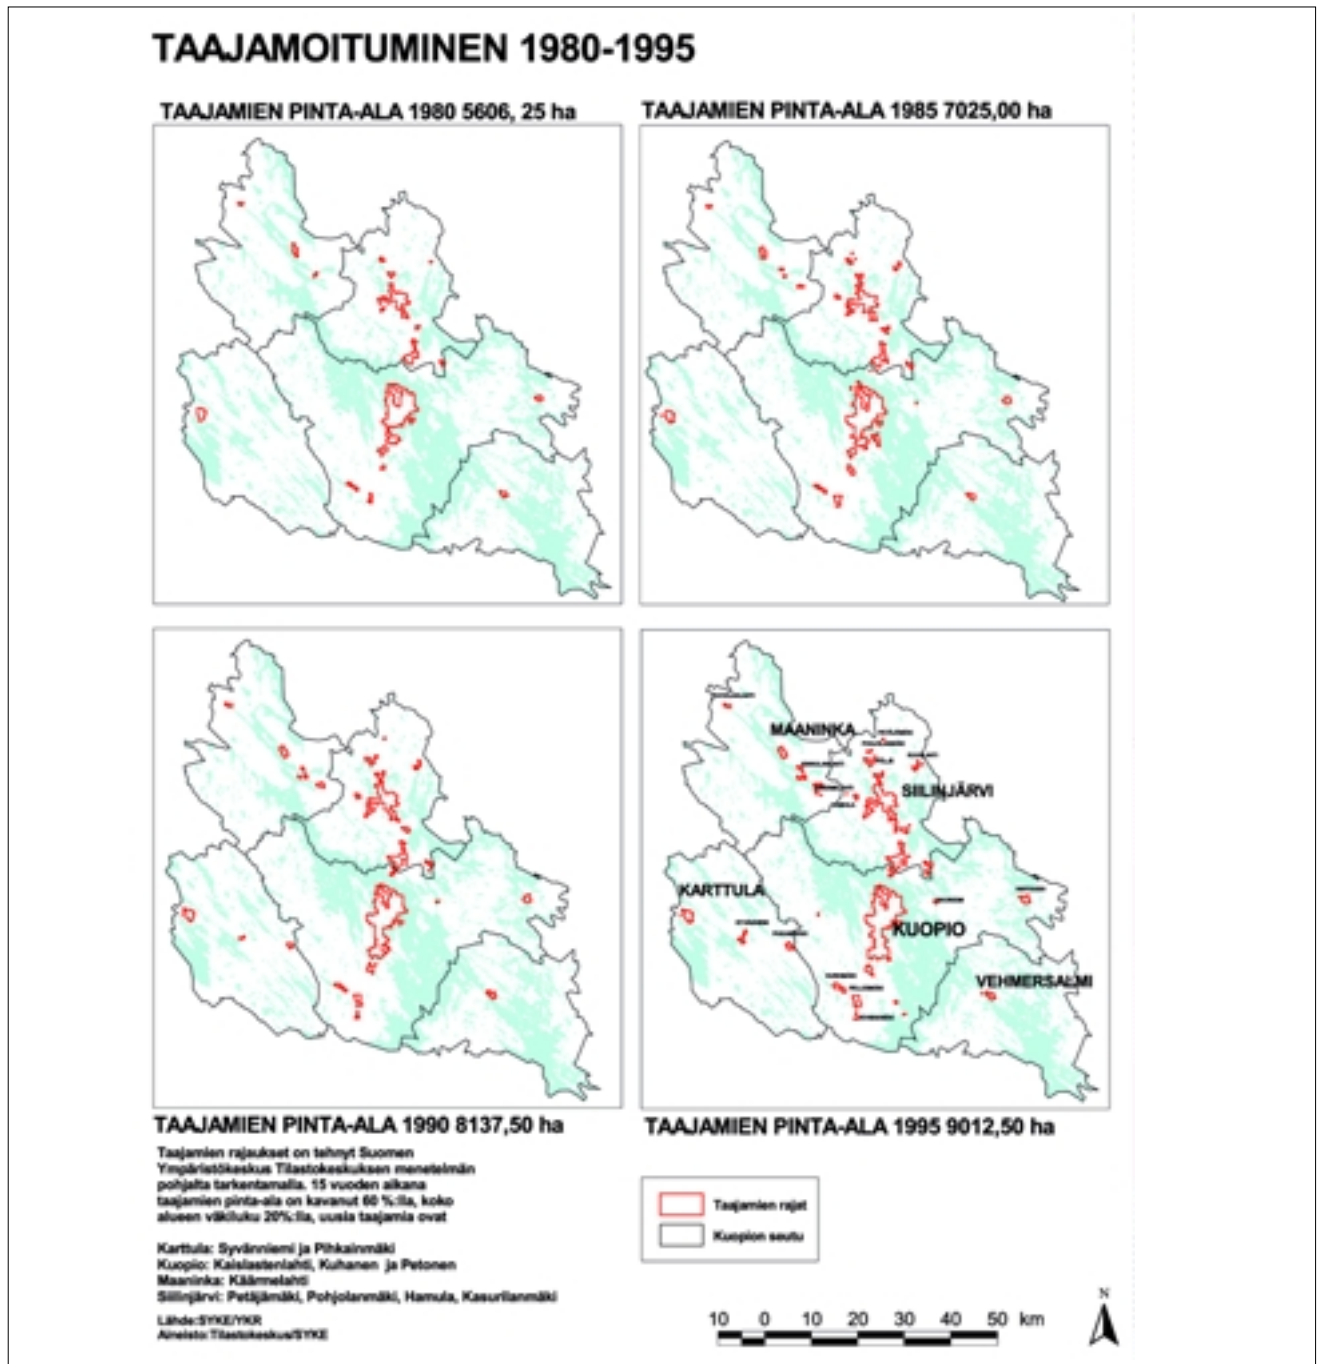 TAAJAMOITUMINEN 1980-1995
TAAJAMIEN PINTA-ALA 1980 5606, 25 ha
TAAJAMIEN PINTA-ALA 1985 7025,00 ha
MAANINKA
SIILINJÄRVI
KARTTULA
KUOPIO
VEHMERSALMI
TAAJAMIEN PINTA-ALA 1990 8137,50 ha
TAAJAMIEN PINTA-ALA 1995 9012,50 ha
Taajamien rajaukset on tehnyt Suomen
Ympäristökeskus Tilastokeskuksen menetelmän
pohjalta tarkentamalla. 15 vuoden aikana
taajamien pinta-ala on kavanut 60 %:lla, koko
alueen väkiluku 20%:lla, uusia taajamia ovat
Karttula: Syvänniemi ja Pihkainmäki
Kuopio: Kaislastenlahti, Kuhanen ja Petonen
Maaninka: Käärmelahti
Siilinjärvi: Petäjämäki, Pohjolanmäki, Hamula, Kasurilanmäki
Lähde:SYKE/YKR
Aineisto:Tilastokeskus/SYKE
Taajamien rajat
Kuopion seutu
10 0 10 20 30 40 50 km
N